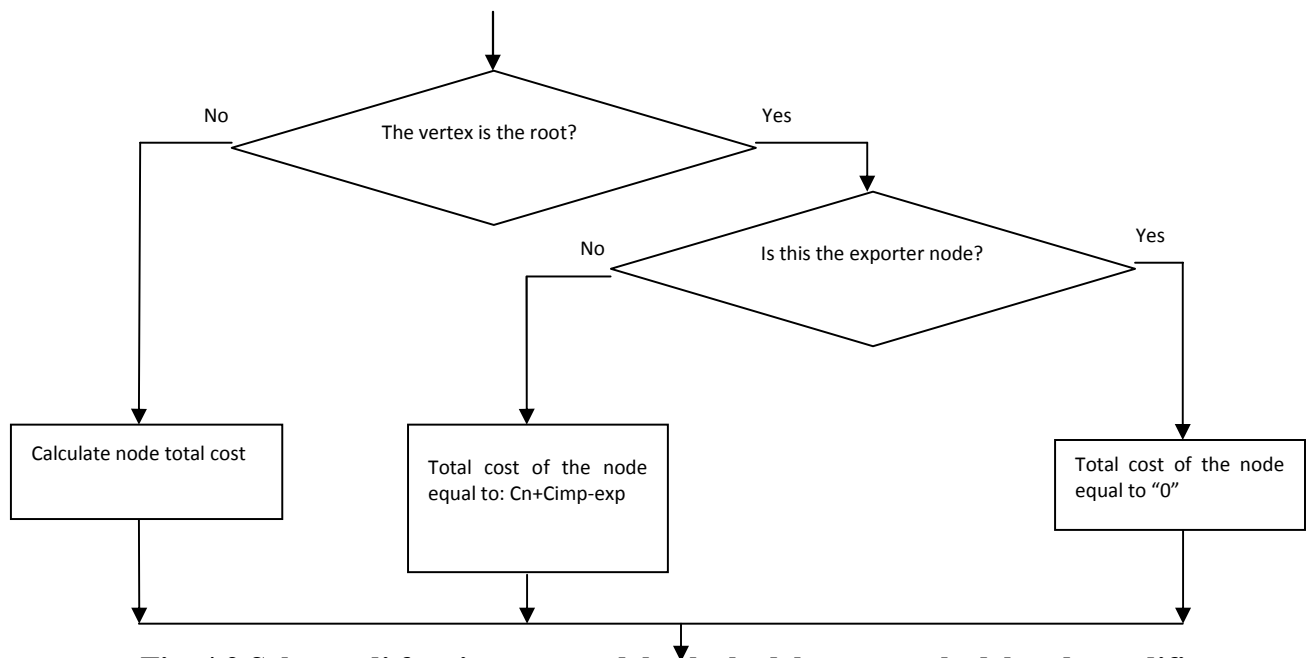 The vertex is the root?
No
Yes
Is this the exporter node?
No
Yes
Calculate node total cost
Total cost of the node
equal to: Cn+Cimp-exp
Total cost of the node
equal to “0”